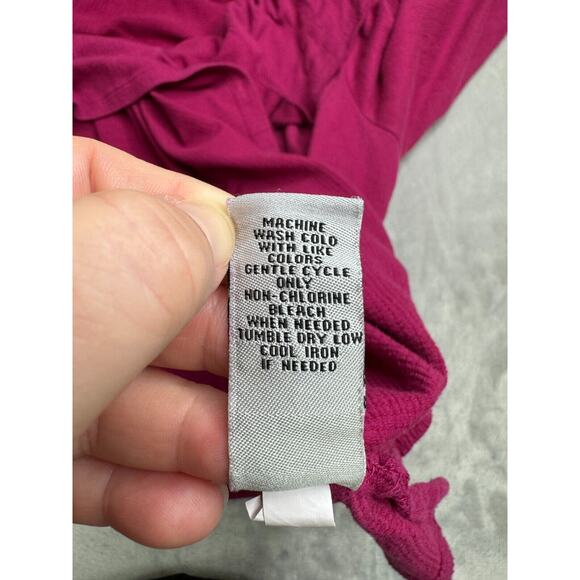 MACHINE
WASH COLD
WITH LIKE
COLORS
GENTLE CYCLE
ONLY
NON-CHLORINE
BLEACH
WHEN NEEDED
TUMBLE DRY LOW
COOL IRON
IF NEEDED